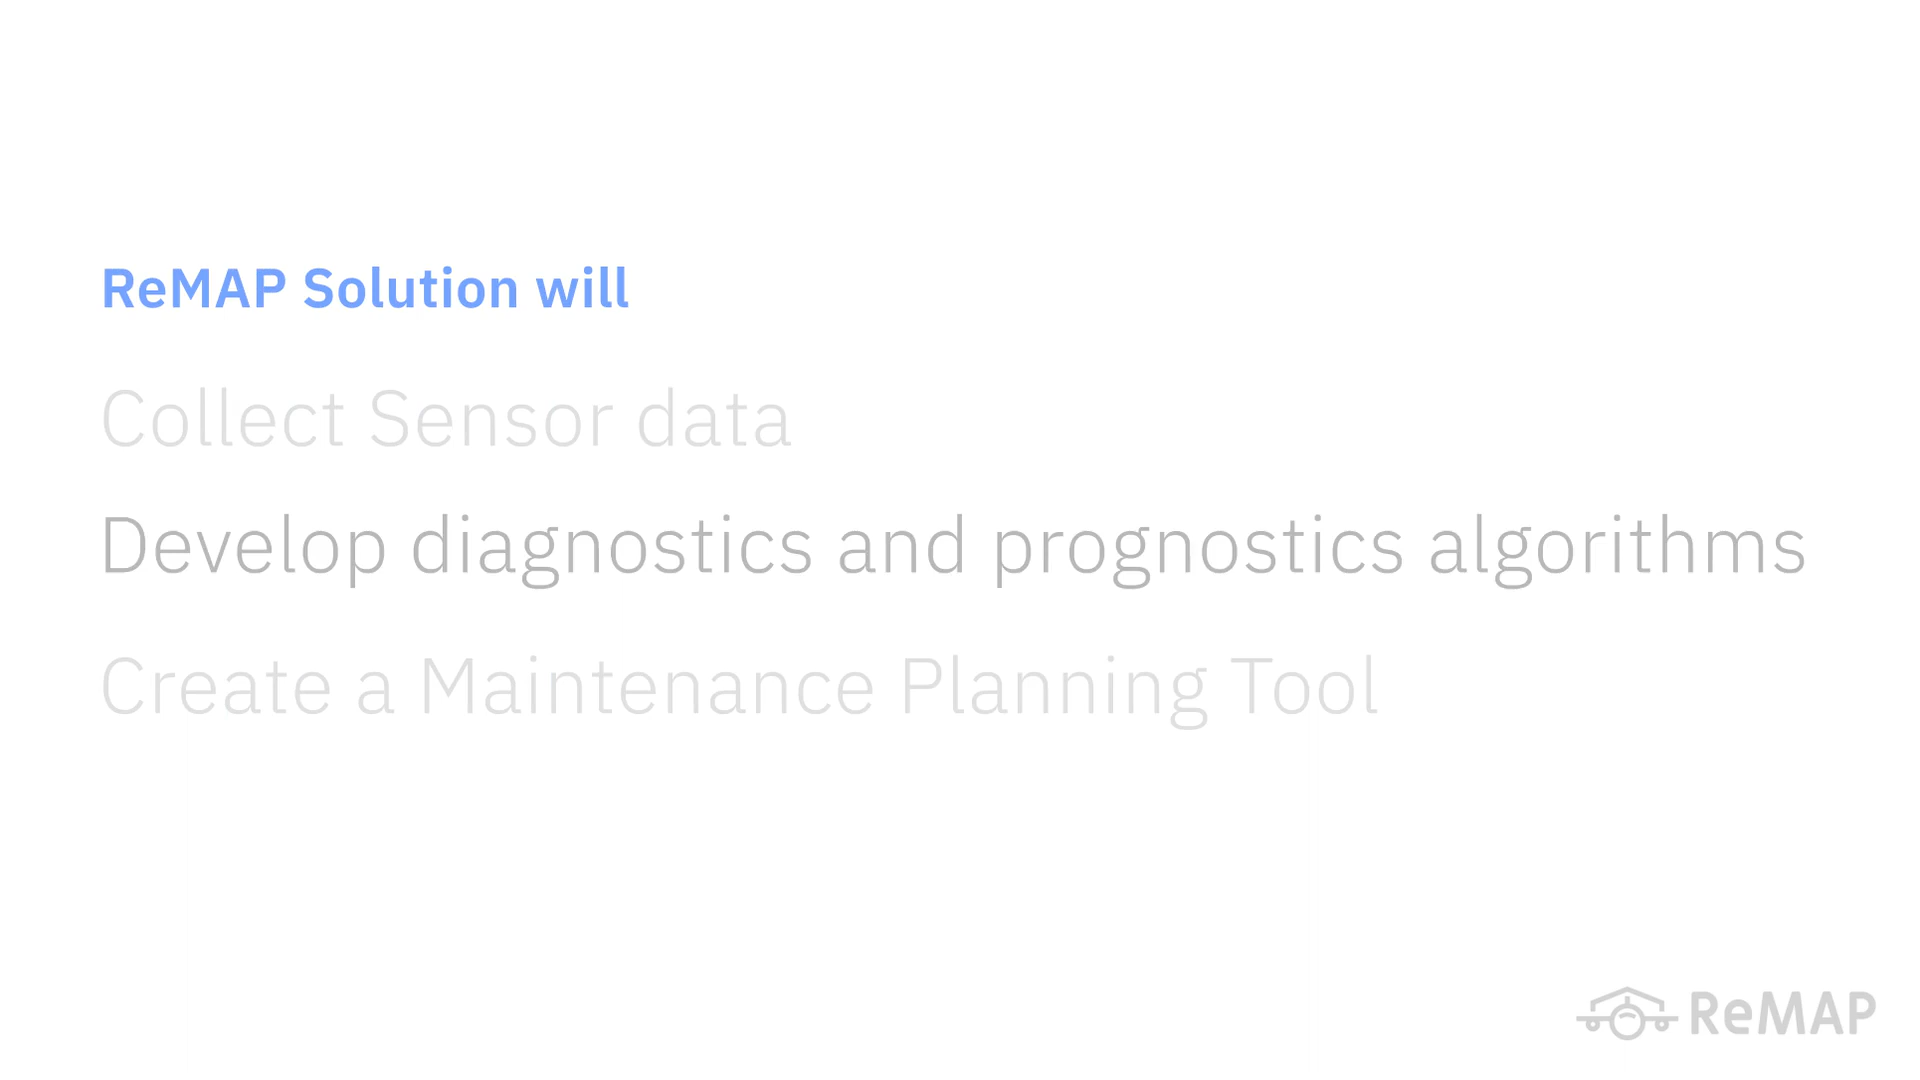 ReMAP Solution will
Collect Sensor data
Develop diagnostics and prognostics algorithms
Create a Maintenance Planning Tool
ReMAP